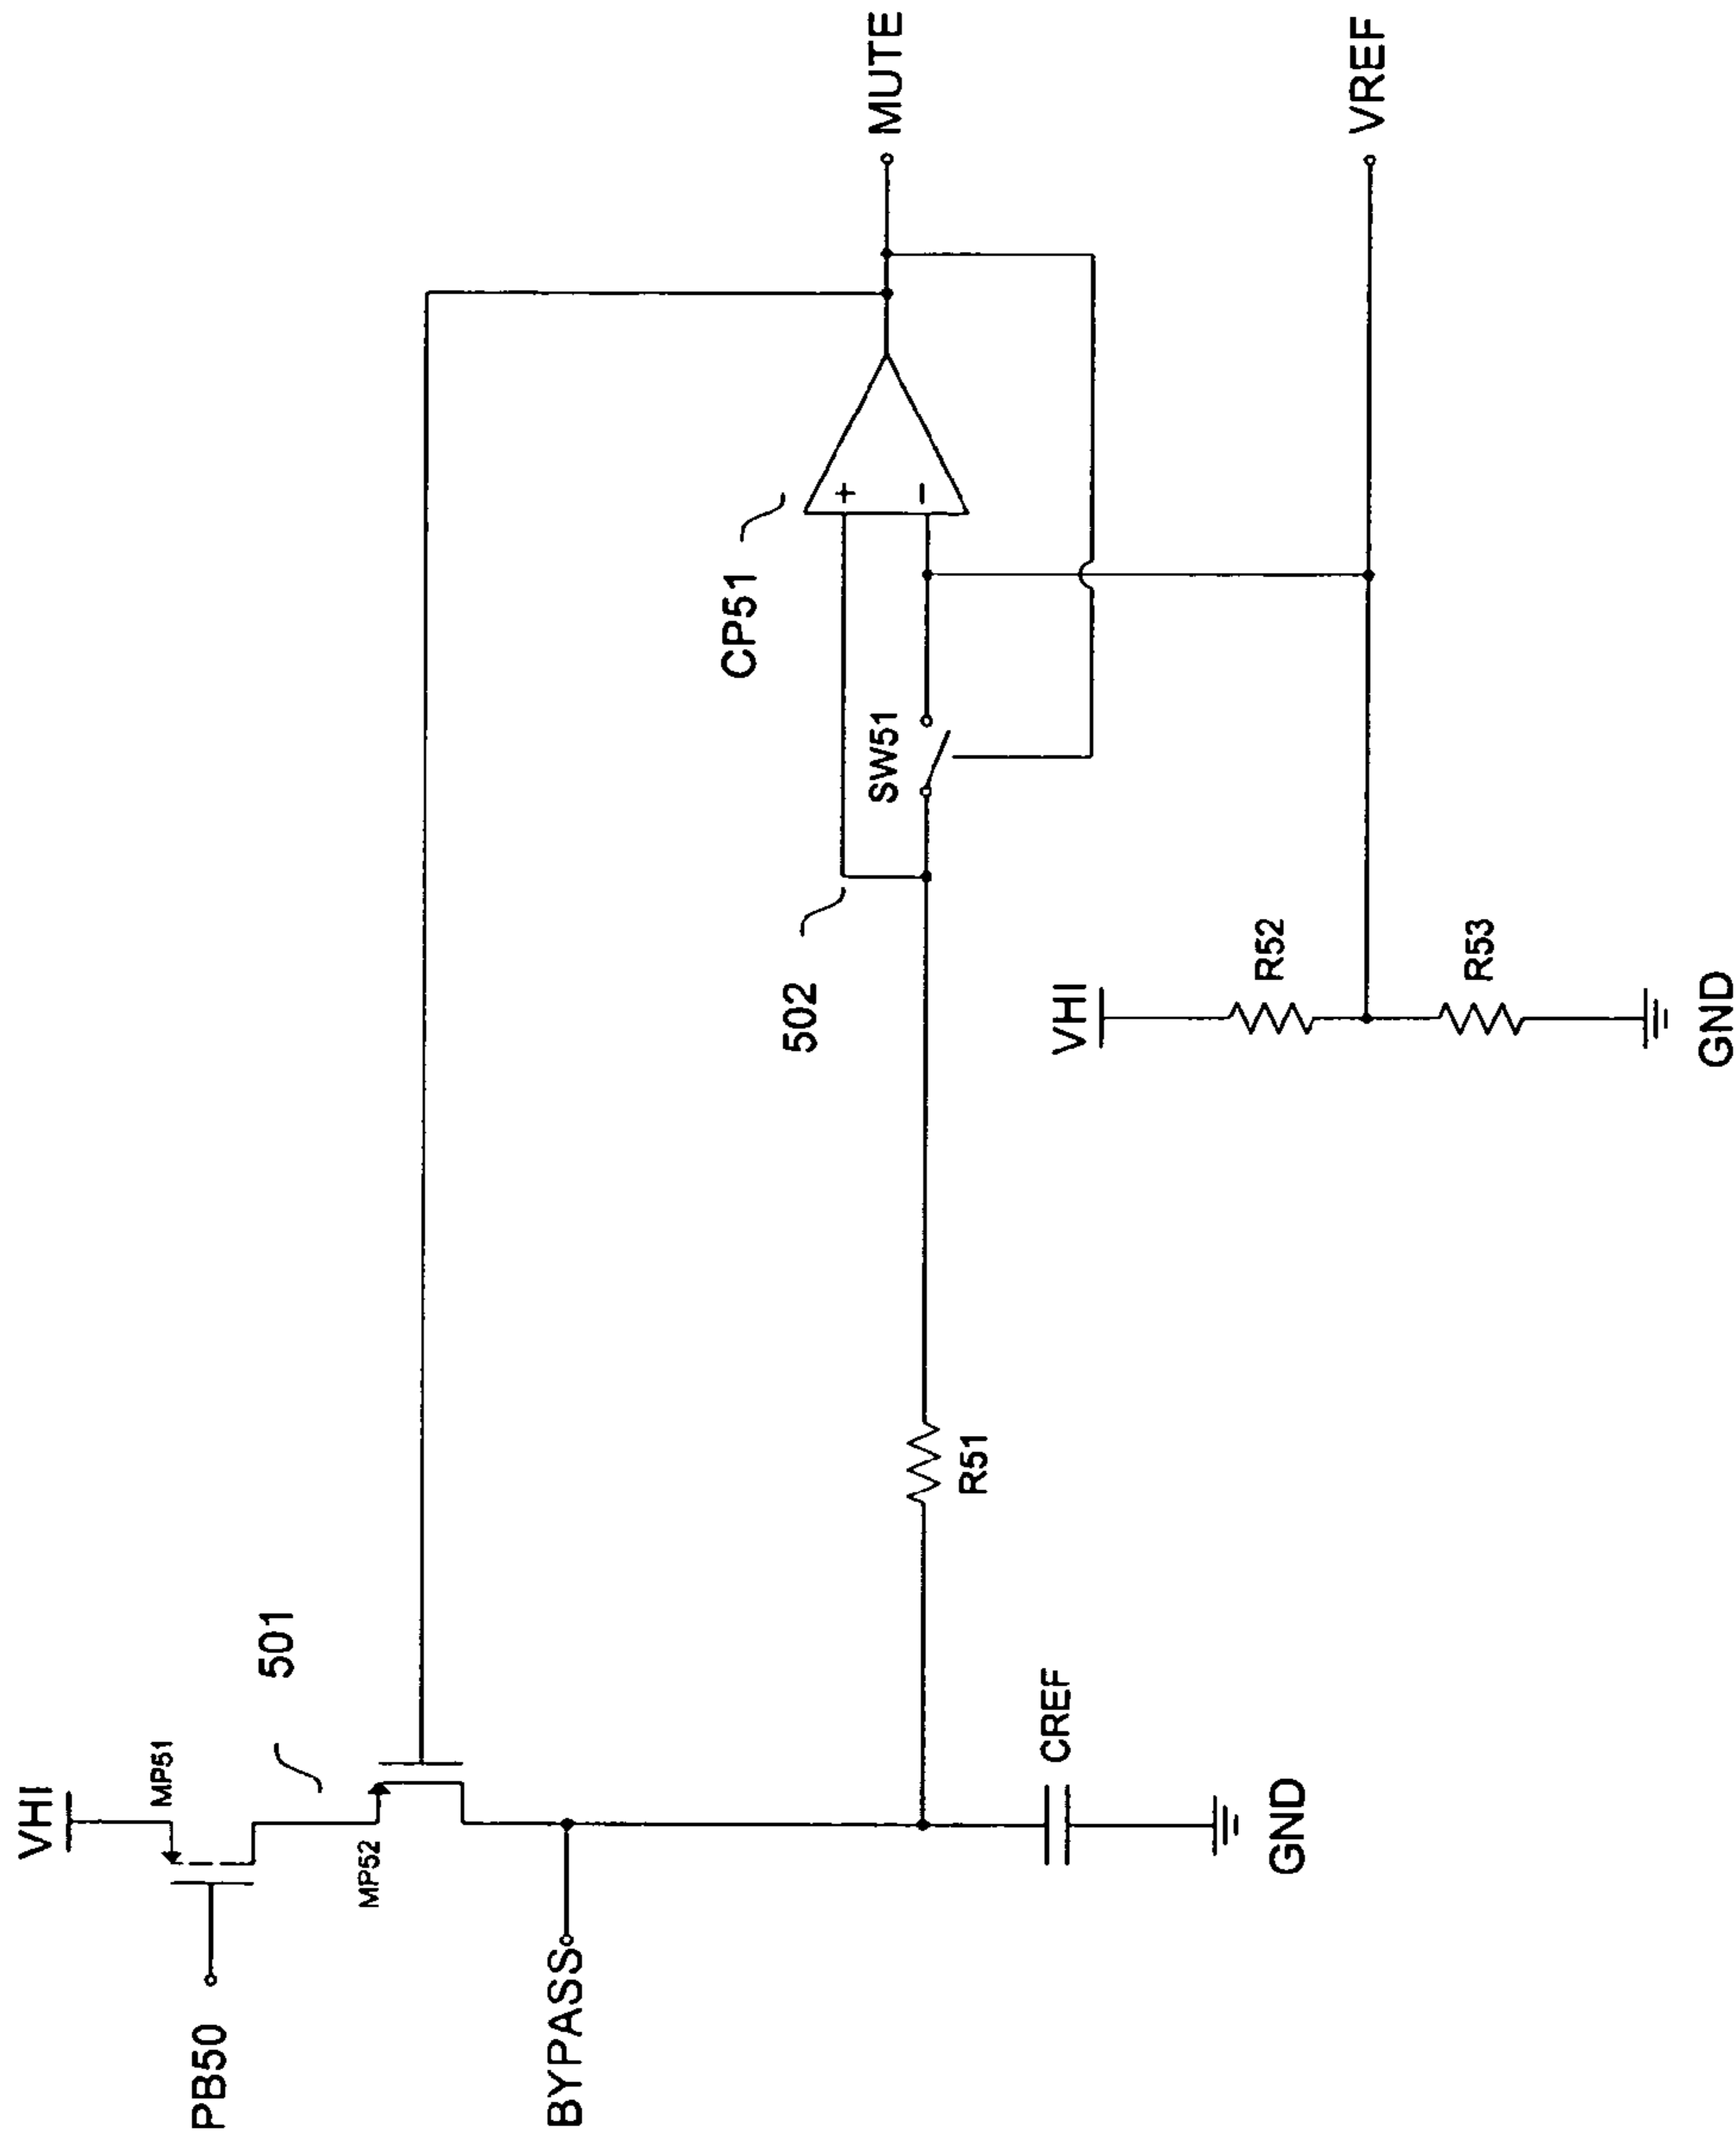 VHI
MP51
501
PB50
MP52
BYPASS
CREF
GND
R51
502
CP51
+
−
SW51
MUTE
VHI
R52
R53
GND
VREF